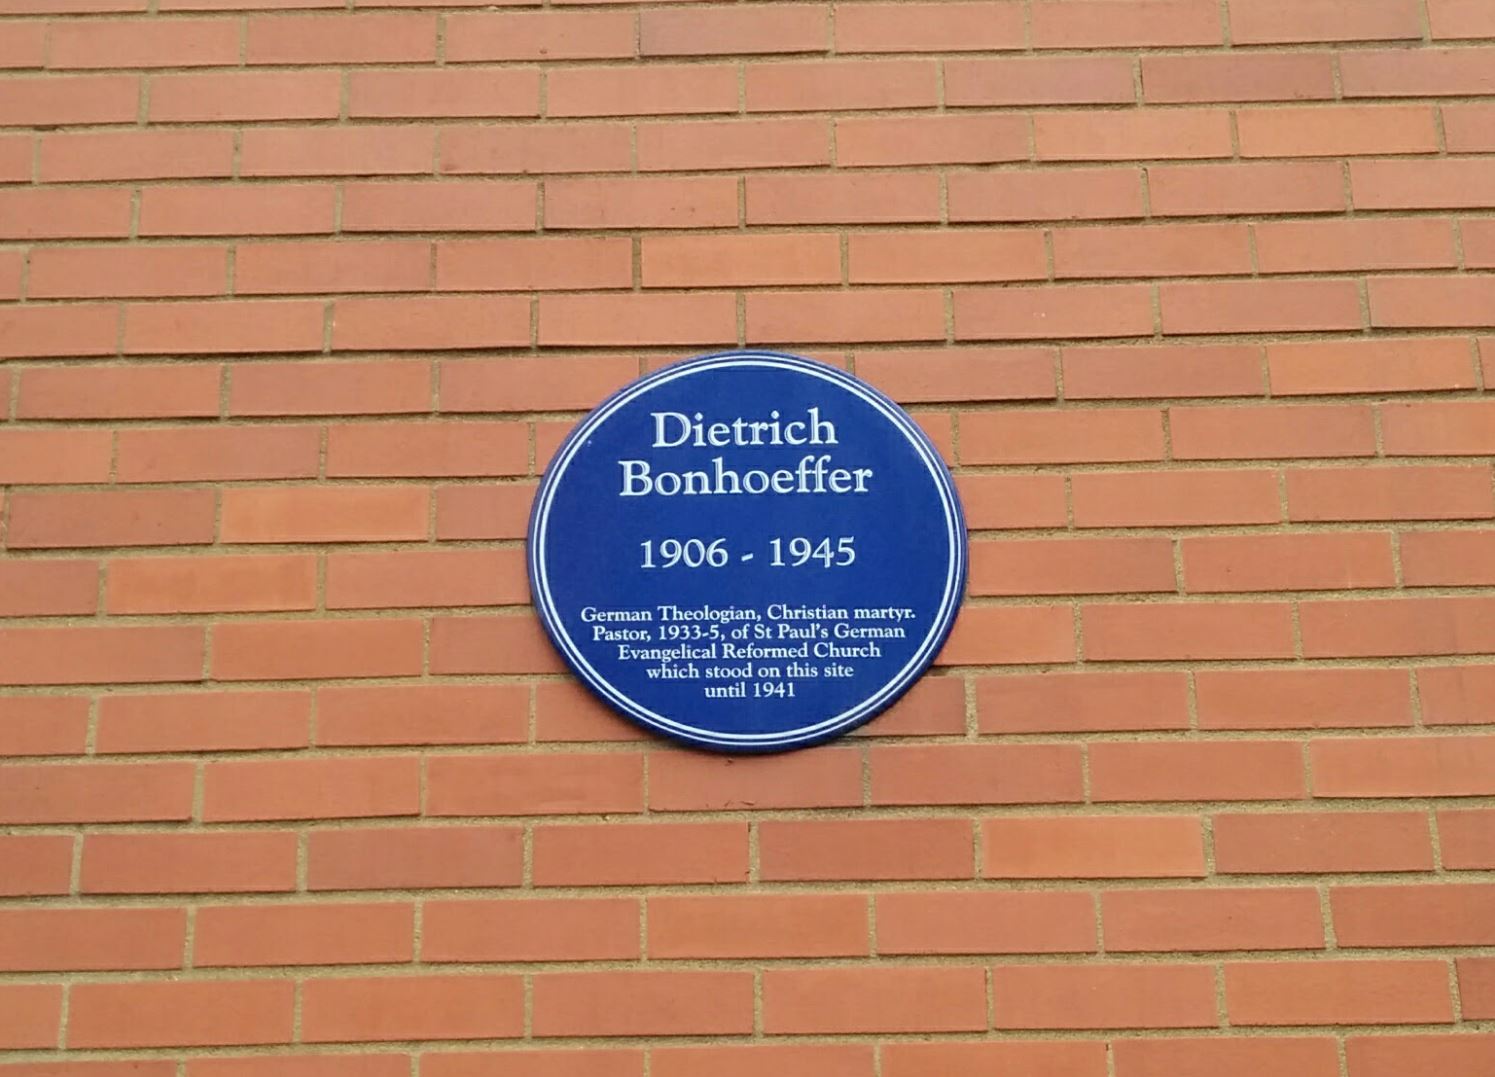 Dietrich
Bonhoeffer
1906 - 1945
German Theologian, Christian martyr.
Pastor, 1933-5, of St Paul's German
Evangelical Reformed Church
which stood on this site
until 1941